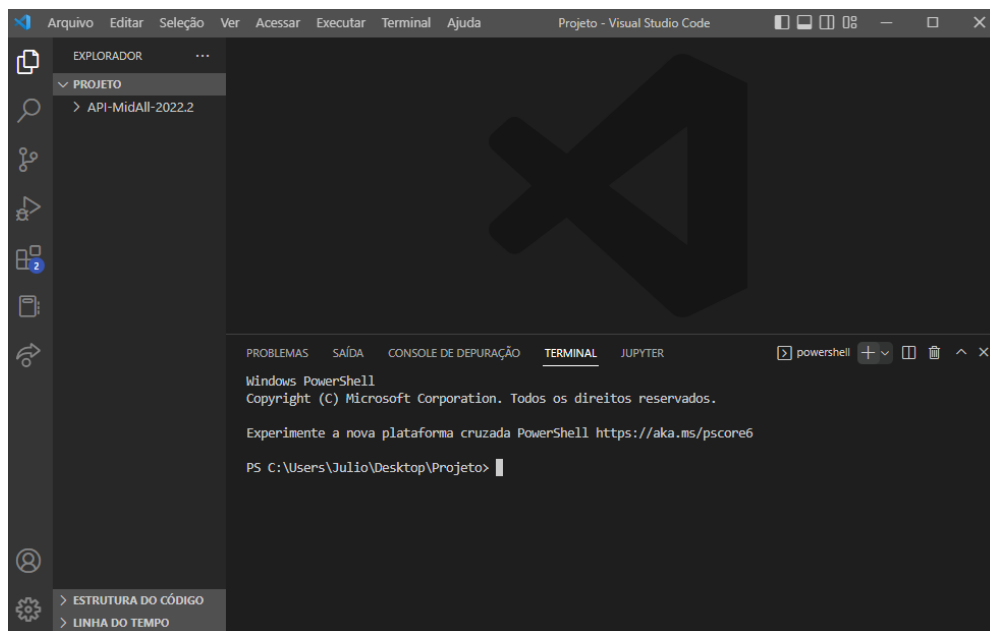 Arquivo Editar Seleção Ver Acessar Executar Terminal Ajuda Projeto - Visual Studio Code
EXPLORADOR
PROJETO
API-MidAll-2022.2
2
PROBLEMAS SAÍDA CONSOLE DE DEPURAÇÃO TERMINAL JUPYTER powershell
Windows PowerShell
Copyright (C) Microsoft Corporation. Todos os direitos reservados.
Experimente a nova plataforma cruzada PowerShell https://aka.ms/pscore6
PS C:\Users\Julio\Desktop\Projeto>
ESTRUTURA DO CÓDIGO
LINHA DO TEMPO